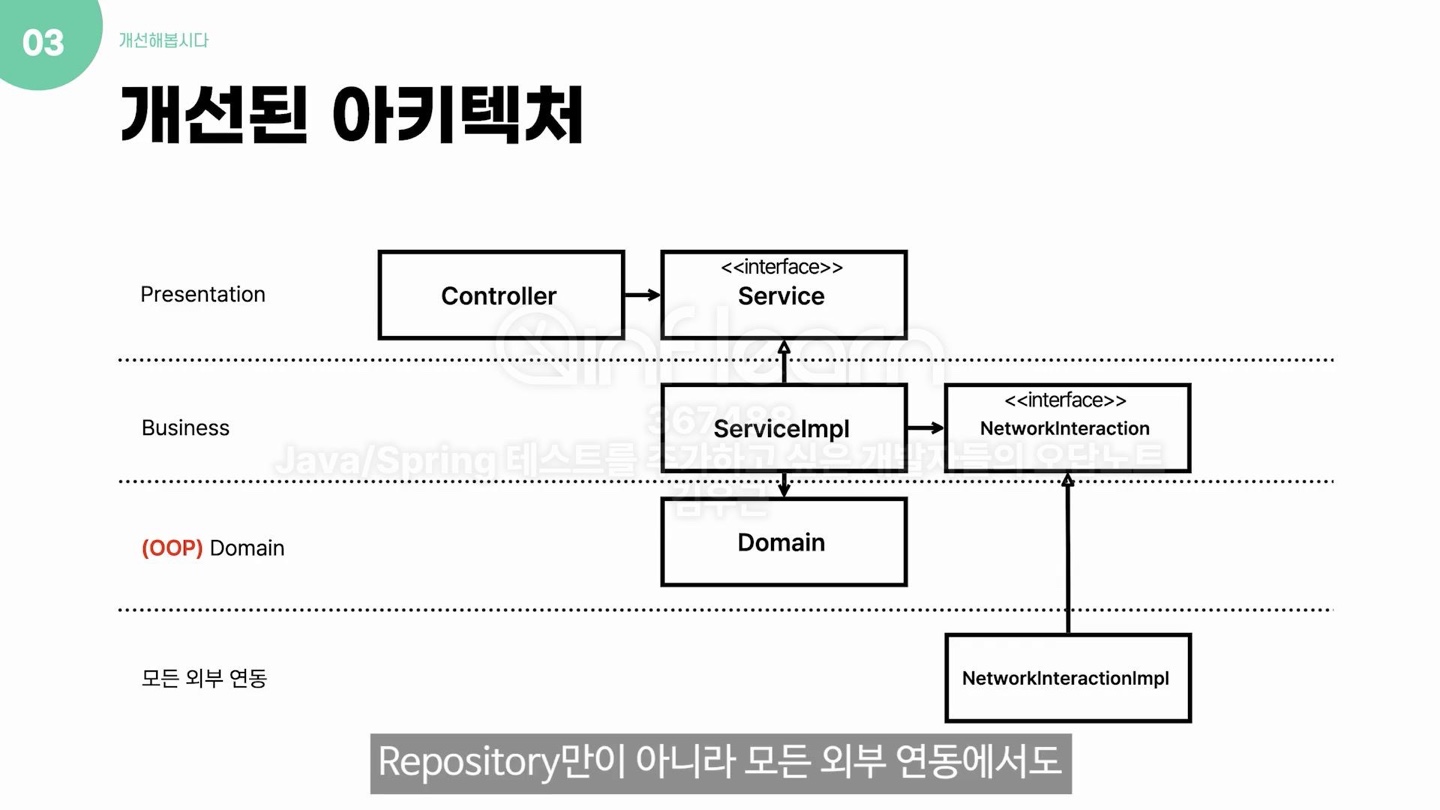 03
개선해봅시다
개선된 아키텍처
Presentation
Controller
<<interface>>
Service
inflearn
Business
ServiceImpl
<<interface>>
NetworkInteraction
367488
Java/Spring 테스트를 추가하고 싶은 개발자들의 오답노트
김우근
(OOP) Domain
Domain
모든 외부 연동
NetworkInteractionImpl
Repository만이 아니라 모든 외부 연동에서도